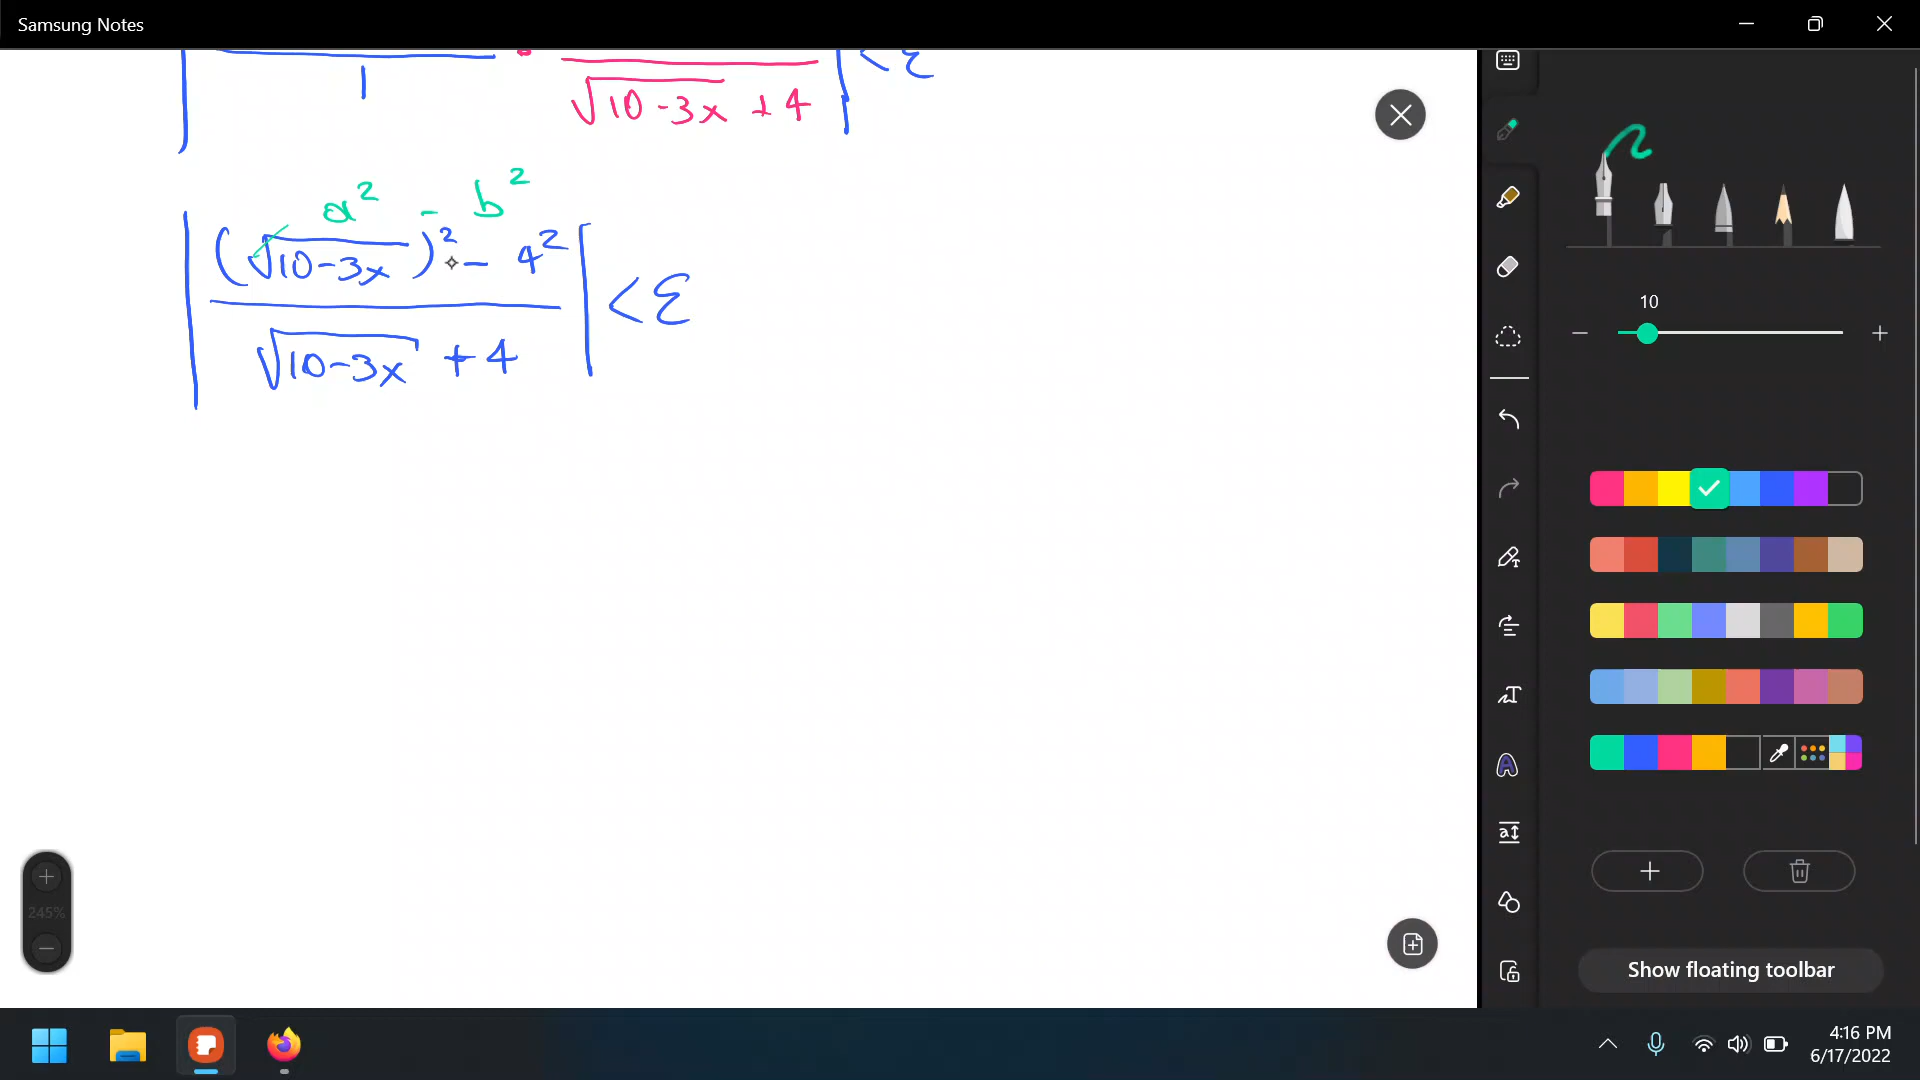 Samsung Notes
< ε
1
√10-3x + 4
a² - b²
| (√10-3x)² - 4² / √10-3x + 4 | < ε
10
245%
Show floating toolbar
4:16 PM
6/17/2022